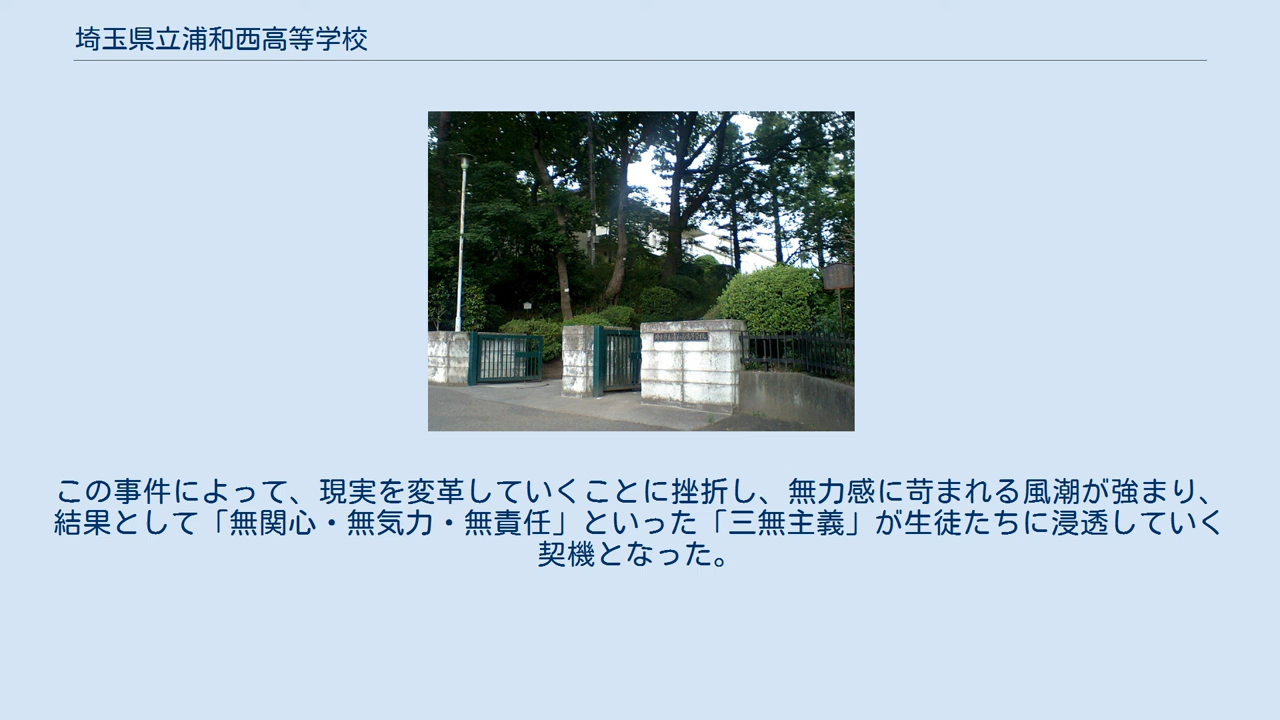 埼玉県立浦和西高等学校
この事件によって、現実を変革していくことに挫折し、無力感に苛まれる風潮が強まり、
結果として「無関心・無気力・無責任」といった「三無主義」が生徒たちに浸透していく
契機となった。